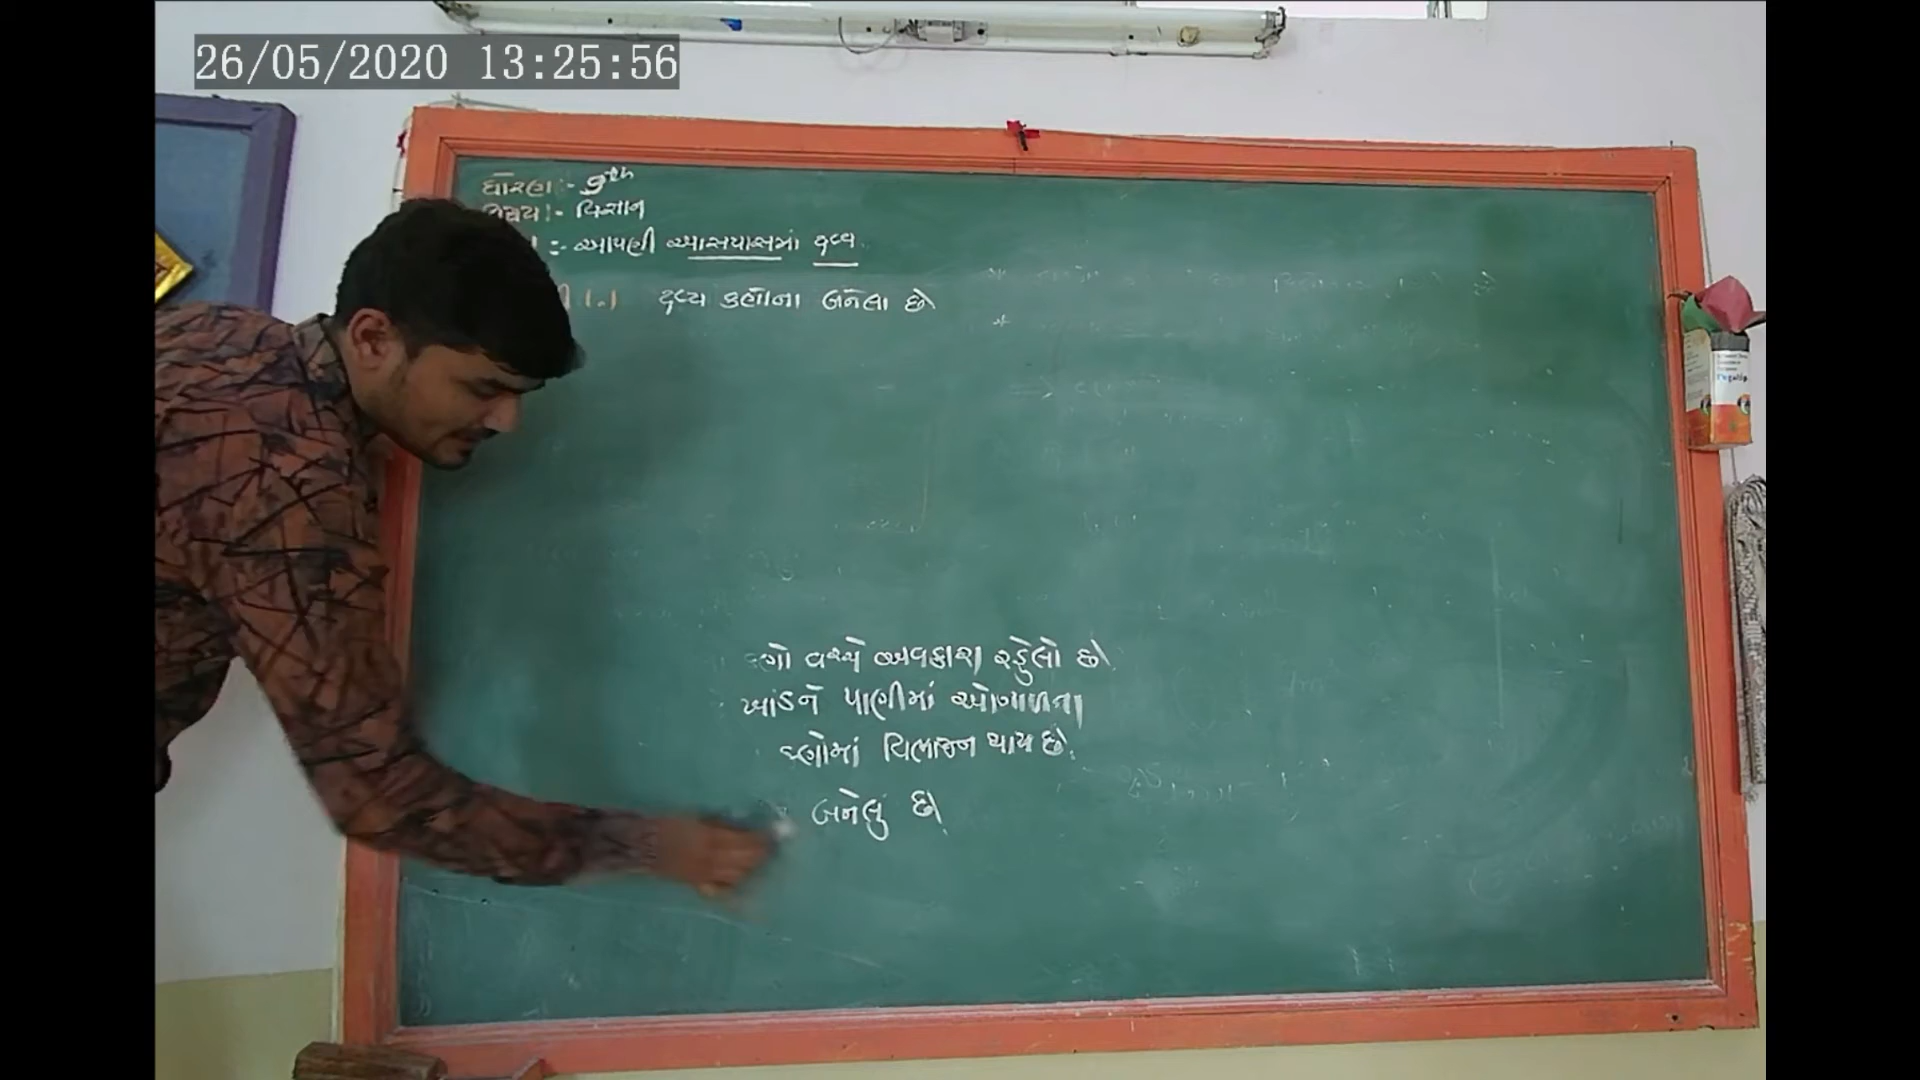 26/05/2020 13:25:56
ધોરણ :- 9th
વિષય :- વિજ્ઞાન
:- આપણી આસપાસમાં દ્રવ્ય
1.1 દ્રવ્ય કણોના બનેલા છે
વચ્ચે અવકાશ રહેલો છે.
ખાંડને પાણીમાં ઓગાળતા
કણોમાં વિભાજન થાય છે.
બનેલું છે